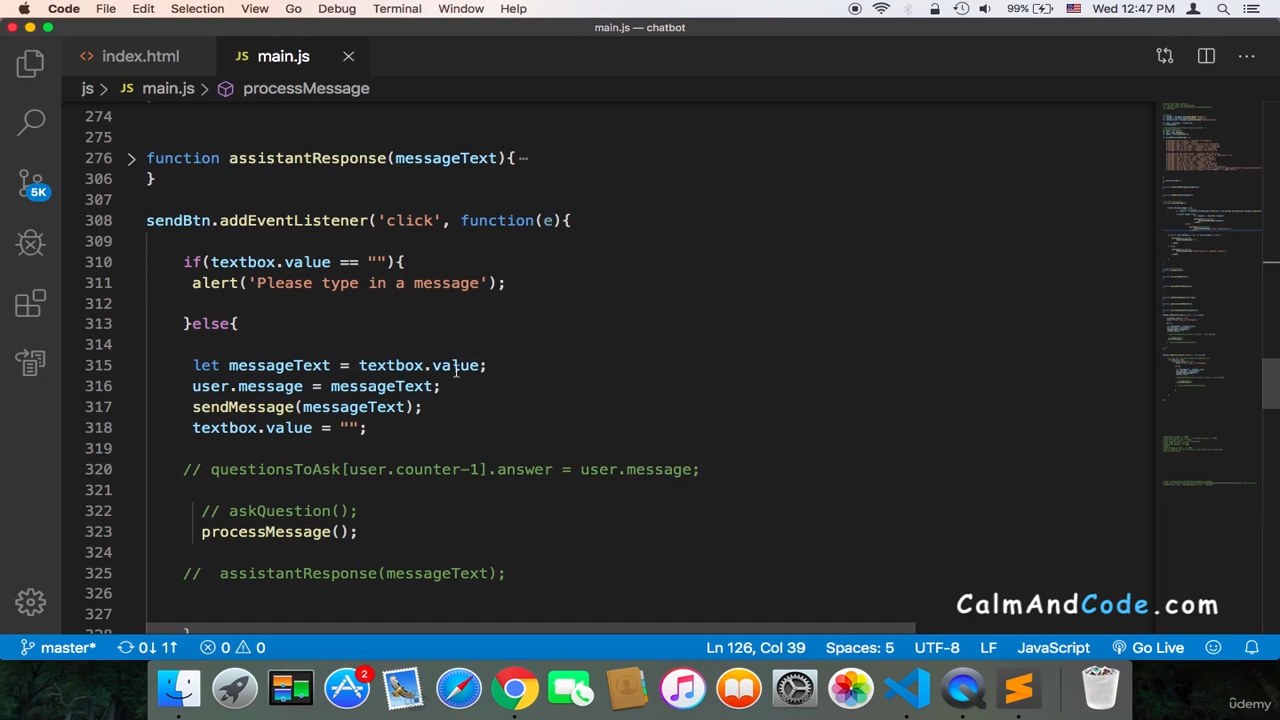 Code File Edit Selection View Go Debug Terminal Window Help 99% Wed 12:47 PM
main.js — chatbot
index.html JS main.js
js > JS main.js > processMessage
274
275
276 function assistantResponse(messageText){
306 }
307
308 sendBtn.addEventListener('click', function(e){
309
310 if(textbox.value == ""){
311 alert('Please type in a message');
312
313 }else{
314
315 let messageText = textbox.value;
316 user.message = messageText;
317 sendMessage(messageText);
318 textbox.value = "";
319
320 // questionsToAsk[user.counter-1].answer = user.message;
321
322 // askQuestion();
323 processMessage();
324
325 // assistantResponse(messageText);
326
327
5K
CalmAndCode.com
master* 0↓ 1↑ 0 0 Ln 126, Col 39 Spaces: 5 UTF-8 LF JavaScript Go Live
2
ûdemy